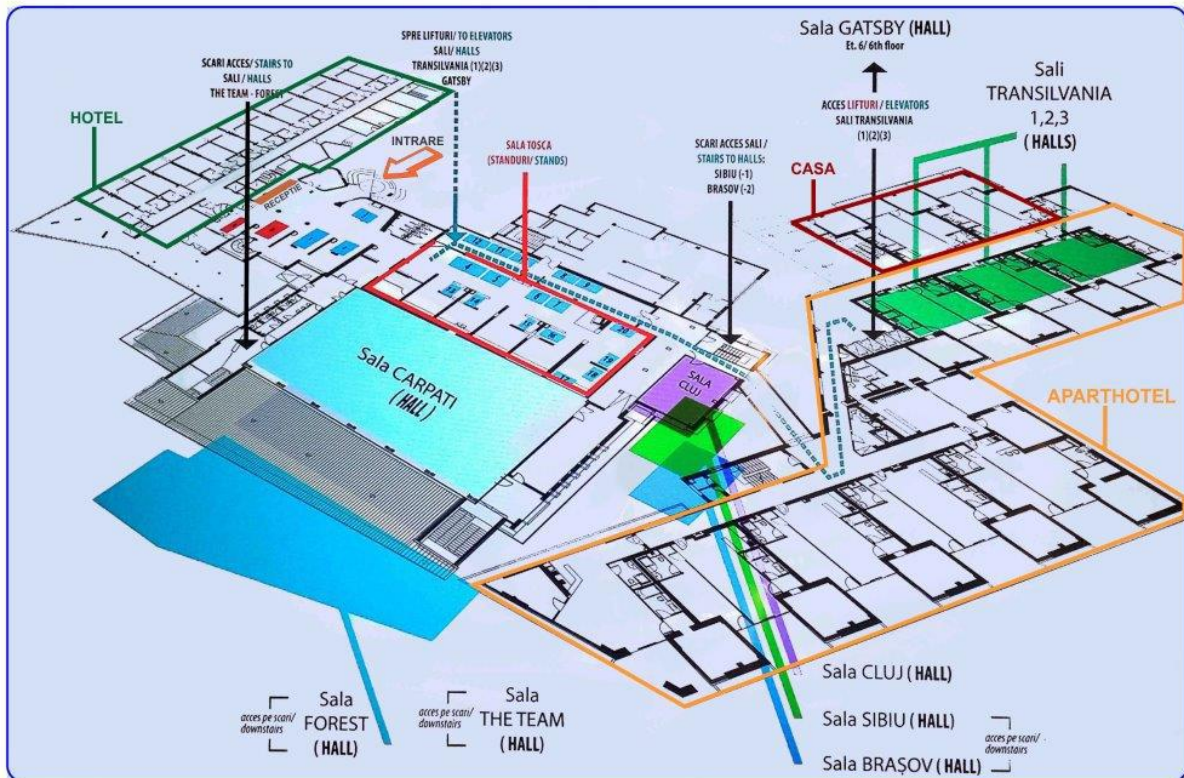 Sala GATSBY (HALL)
Et. 6/ 6th floor
SPRE LIFTURI/ TO ELEVATORS
SALI/ HALLS
TRANSILVANIA (1)(2)(3)
GATSBY
SCARI ACCES/ STAIRS TO
SALI / HALLS
THE TEAM - FOREST
Sali
TRANSILVANIA
1,2,3
(HALLS)
ACCES LIFTURI / ELEVATORS
SALI TRANSILVANIA
(1)(2)(3)
HOTEL
INTRARE
SALA TOSCA
(STANDURI/ STANDS)
SCARI ACCES SALI /
STAIRS TO HALLS:
SIBIU (-1)
BRASOV (-2)
CASA
RECEPTIE
12
4
5
20
Sala CARPATI
(HALL)
SALA
CLUJ
APARTHOTEL
Sala CLUJ (HALL)
Sala
FOREST
(HALL)
acces pe scari/
downstairs
Sala
THE TEAM
(HALL)
acces pe scari/
downstairs
Sala SIBIU (HALL)
acces pe scari/
downstairs
Sala BRAȘOV (HALL)